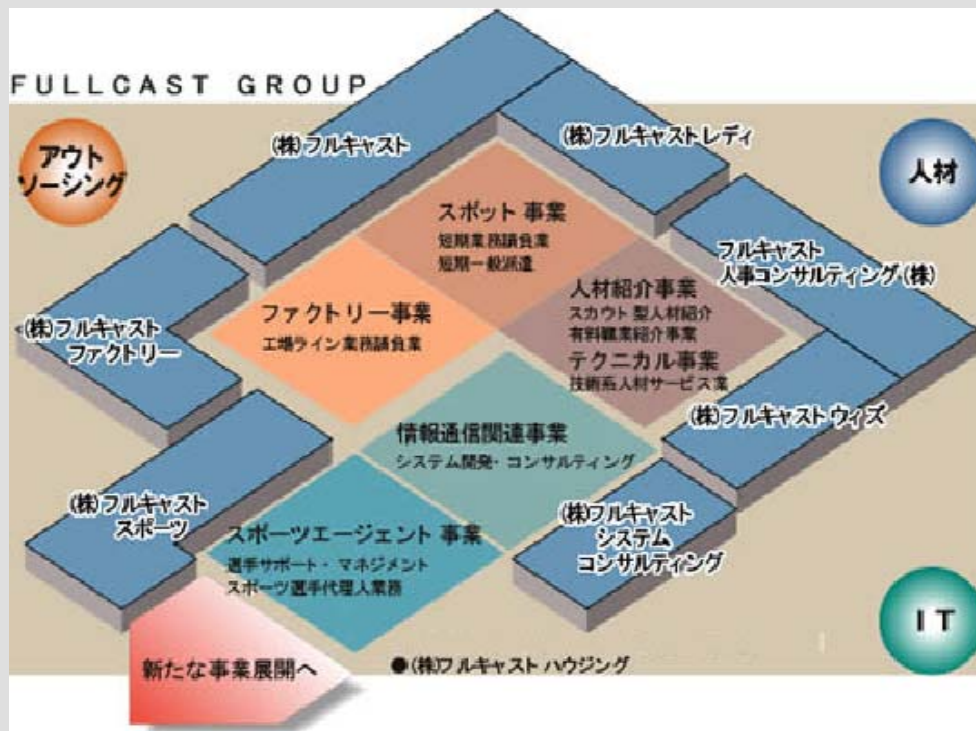 FULLCAST GROUP
アウト
ソーシング
(株)フルキャスト
(株)フルキャストレディ
人材
スポット事業
短期業務請負業
短期一般派遣
フルキャスト
人事コンサルティング(株)
(株)フルキャスト
ファクトリー
ファクトリー事業
工場ライン業務請負業
人材紹介事業
スカウト型人材紹介
有料職業紹介事業
テクニカル事業
技術系人材サービス業
(株)フルキャストウィズ
情報通信関連事業
システム開発・コンサルティング
(株)フルキャスト
スポーツ
(株)フルキャスト
システム
コンサルティング
スポーツエージェント事業
選手サポート・マネジメント
スポーツ選手代理人業務
IT
新たな事業展開へ
●(株)フルキャストハウジング